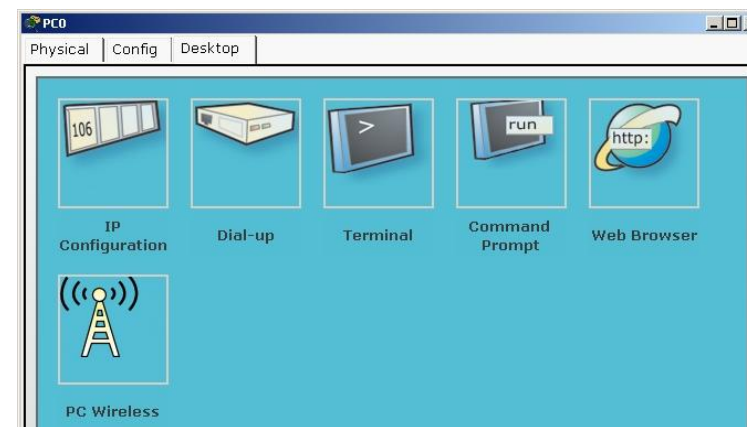 PC0
Physical Config Desktop
106
>
run
http:
IP
Configuration
Dial-up
Terminal
Command
Prompt
Web Browser
PC Wireless